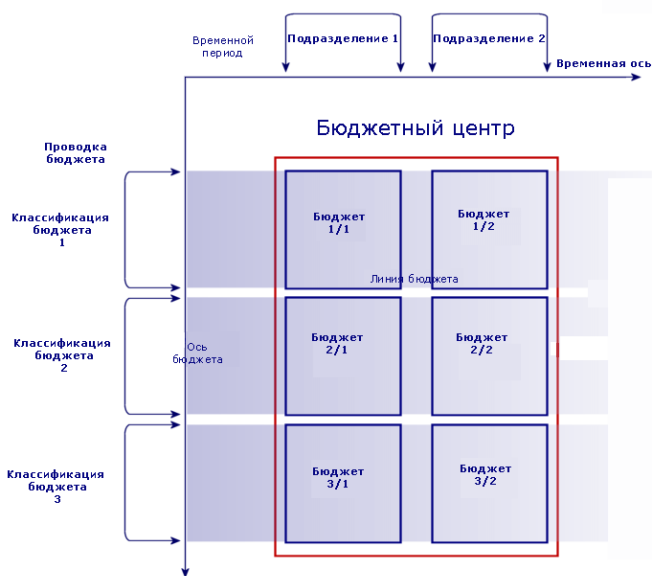 Временной
период
Подразделение 1
Подразделение 2
Временная ось
Бюджетный центр
Проводка
бюджета
Классификация
бюджета
1
Бюджет
1/1
Бюджет
1/2
Линия бюджета
Классификация
бюджета
2
Ось
бюджета
Бюджет
2/1
Бюджет
2/2
Классификация
бюджета
3
Бюджет
3/1
Бюджет
3/2